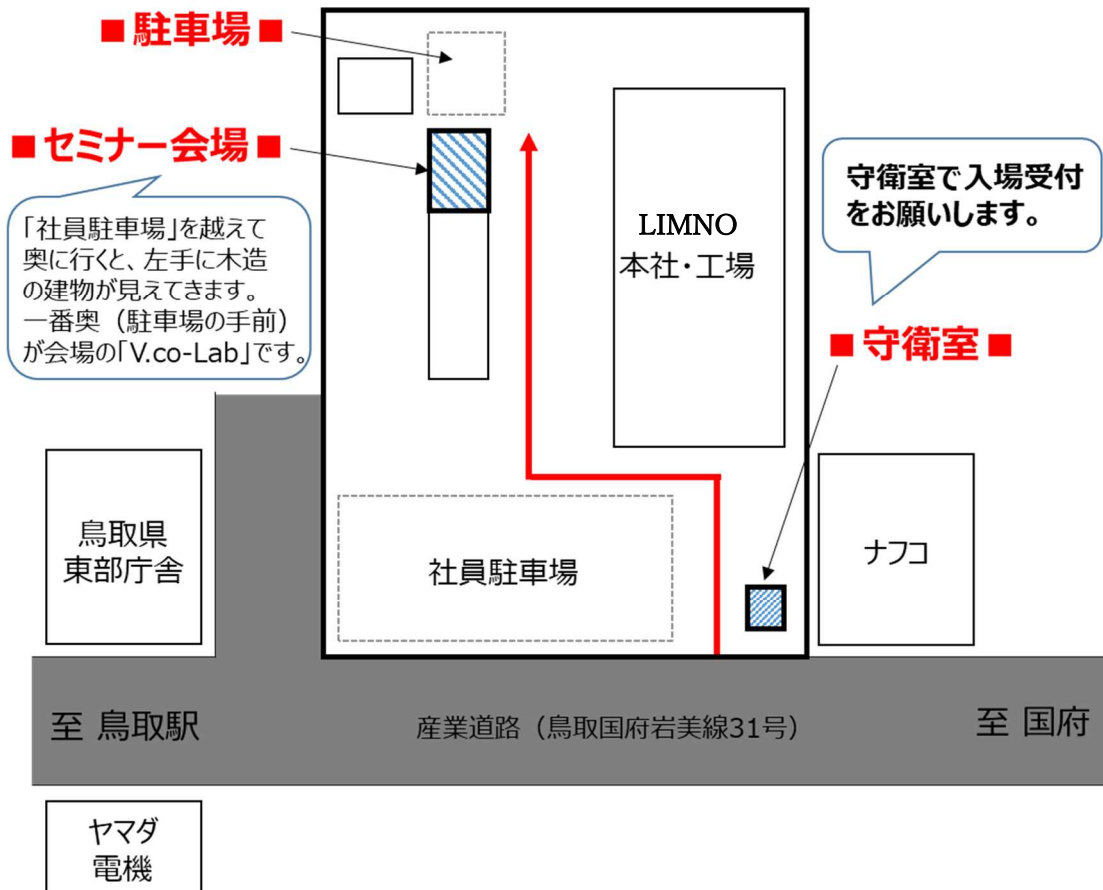 ■ 駐車場 ■
■ セミナー会場 ■
「社員駐車場」を越えて
奥に行くと、左手に木造
の建物が見えてきます。
一番奥（駐車場の手前）
が会場の「V.co-Lab」です。
LIMNO
本社・工場
守衛室で入場受付
をお願いします。
■ 守衛室 ■
鳥取県
東部庁舎
社員駐車場
ナフコ
至 鳥取駅
産業道路（鳥取国府岩美線31号）
至 国府
ヤマダ
電機